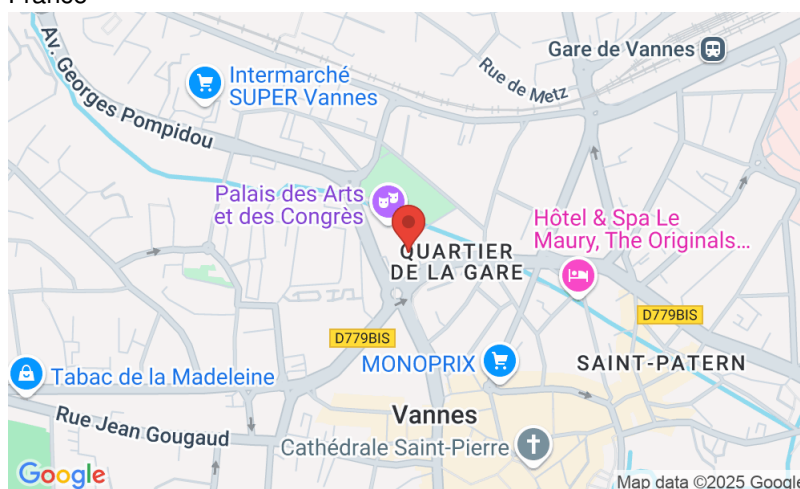 France
Gare de Vannes
Av. Georges Pompidou
Rue de Metz
Intermarché
SUPER Vannes
Palais des Arts
et des Congrès
Hôtel & Spa Le
Maury, The Originals...
QUARTIER
DE LA GARE
D779BIS
D779BIS
MONOPRIX
SAINT-PATERN
Tabac de la Madeleine
Rue Jean Gougaud
Vannes
Cathédrale Saint-Pierre
Google
Map data ©2025 Google